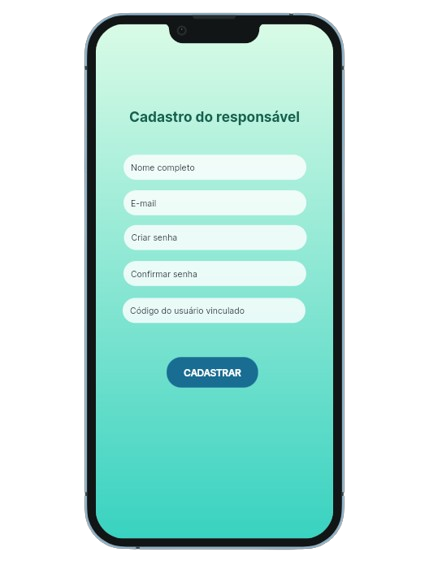 Cadastro do responsável
Nome completo
E-mail
Criar senha
Confirmar senha
Código do usuário vinculado
CADASTRAR